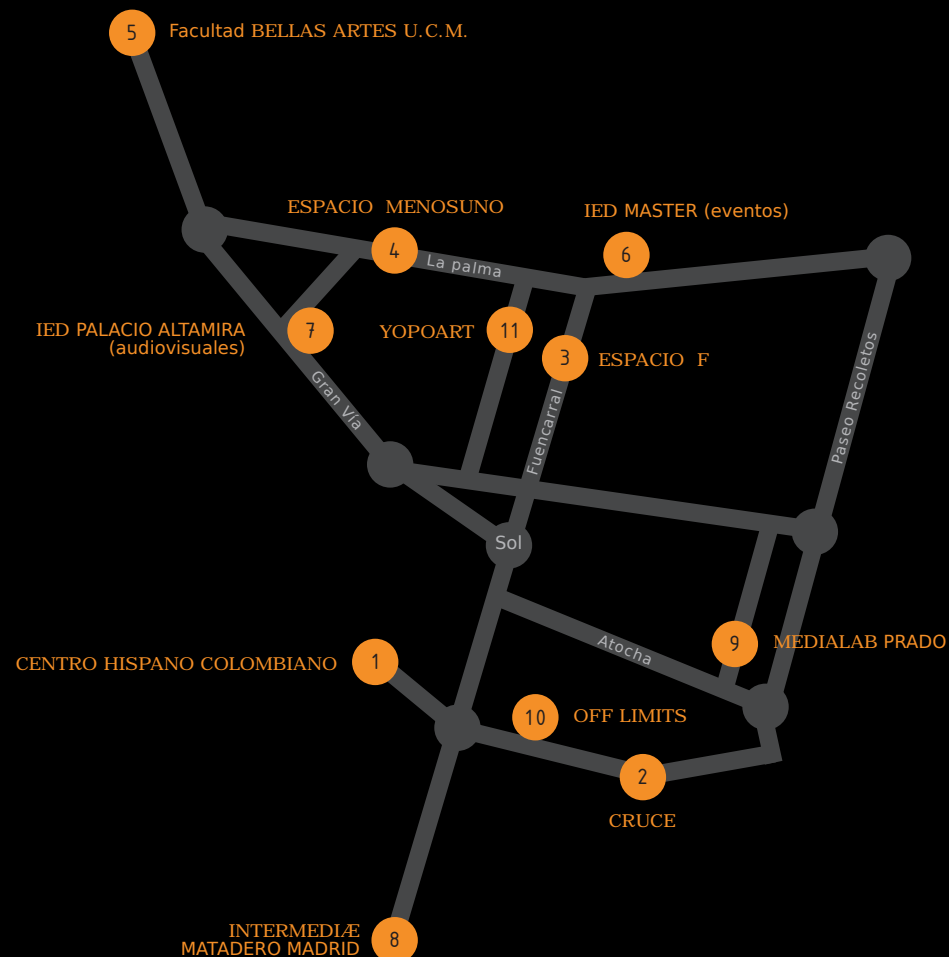 5
Facultad BELLAS ARTES U.C.M.
ESPACIO MENOSUNO
IED MASTER (eventos)
4
La palma
6
IED PALACIO ALTAMIRA
(audiovisuales)
7
YOPOART
11
3
ESPACIO F
Gran Vía
Fuencarral
Paseo Recoletos
Sol
Atocha
9
MEDIALAB PRADO
CENTRO HISPANO COLOMBIANO
1
10
OFF LIMITS
2
CRUCE
INTERMEDIÆ
MATADERO MADRID
8